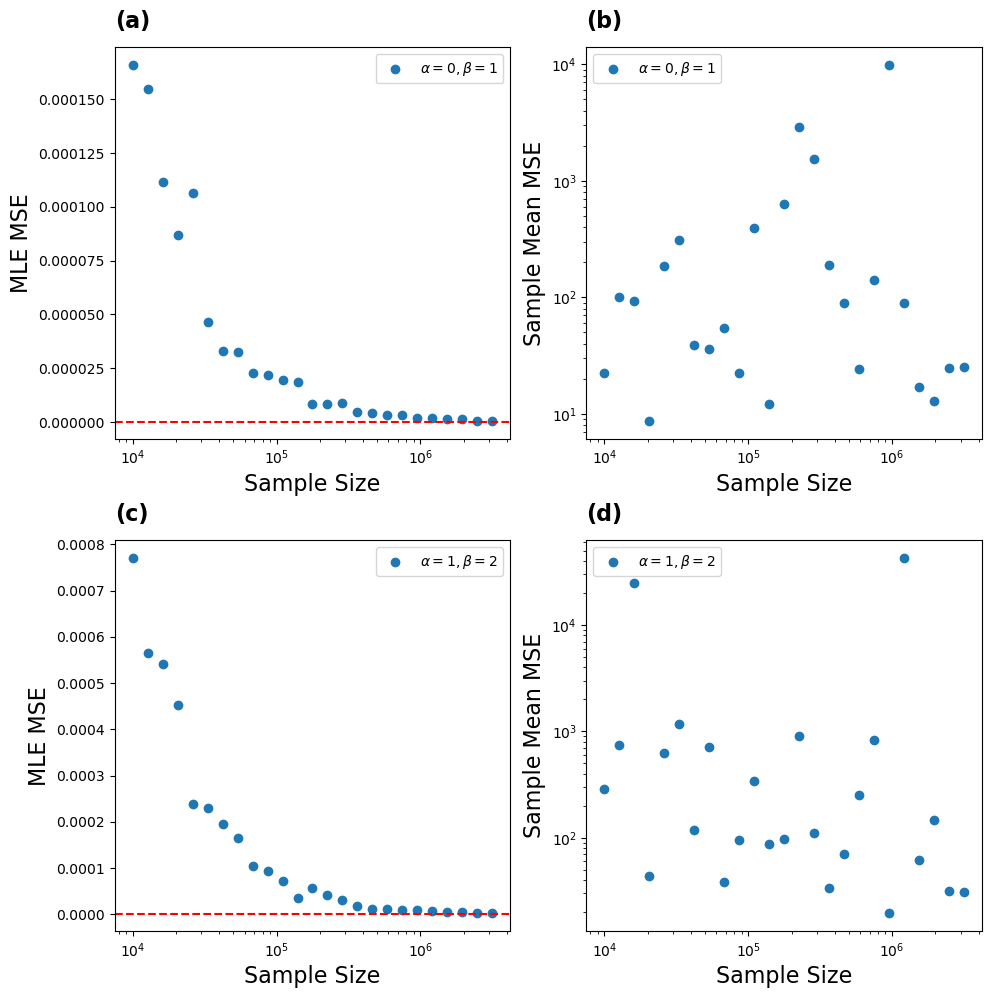 (a)
α = 0, β = 1
0.000150
0.000125
0.000100
0.000075
0.000050
0.000025
0.000000
MLE MSE
10^4 10^5 10^6
Sample Size
(b)
α = 0, β = 1
10^4
10^3
10^2
10^1
Sample Mean MSE
10^4 10^5 10^6
Sample Size
(c)
α = 1, β = 2
0.0008
0.0007
0.0006
0.0005
0.0004
0.0003
0.0002
0.0001
0.0000
MLE MSE
10^4 10^5 10^6
Sample Size
(d)
α = 1, β = 2
10^4
10^3
10^2
Sample Mean MSE
10^4 10^5 10^6
Sample Size